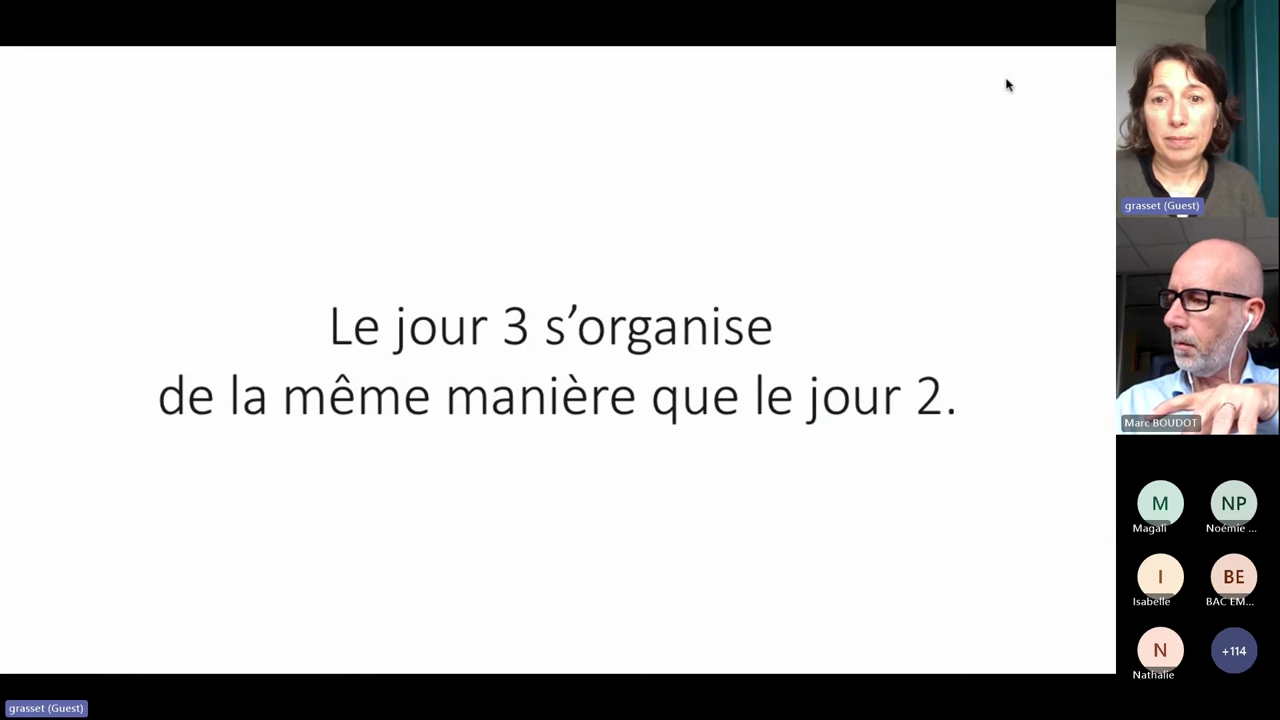 Le jour 3 s’organise
de la même manière que le jour 2.
grasset (Guest)
Marc BOUDOT
M
Magali
NP
Noémie ...
I
Isabelle
BE
BAC EM...
N
Nathalie
+114
grasset (Guest)